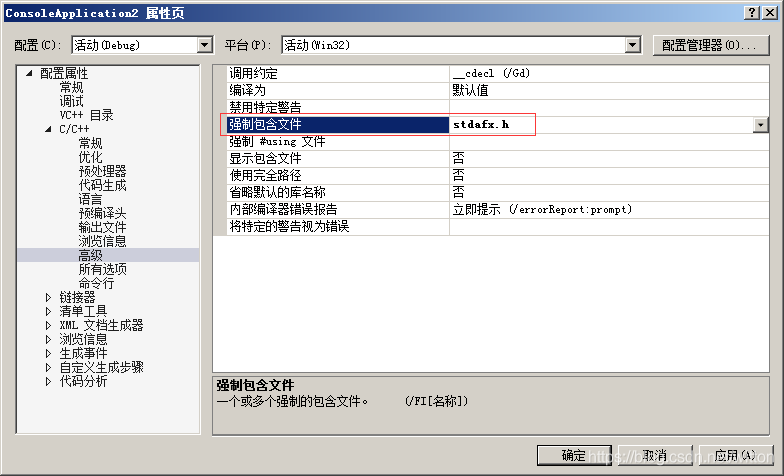 ConsoleApplication2 属性页
配置(C): 活动(Debug) 平台(P): 活动(Win32) 配置管理器(O)...
配置属性
常规
调试
VC++ 目录
C/C++
常规
优化
预处理器
代码生成
语言
预编译头
输出文件
浏览信息
高级
所有选项
命令行
链接器
清单工具
XML 文档生成器
浏览信息
生成事件
自定义生成步骤
代码分析
调用约定 __cdecl (/Gd)
编译为 默认值
禁用特定警告
强制包含文件 stdafx.h
强制 #using 文件
显示包含文件 否
使用完全路径 否
省略默认的库名称 否
内部编译器错误报告 立即提示 (/errorReport:prompt)
将特定的警告视为错误
强制包含文件
一个或多个强制的包含文件。 (/FI[名称])
确定 取消 应用(A)